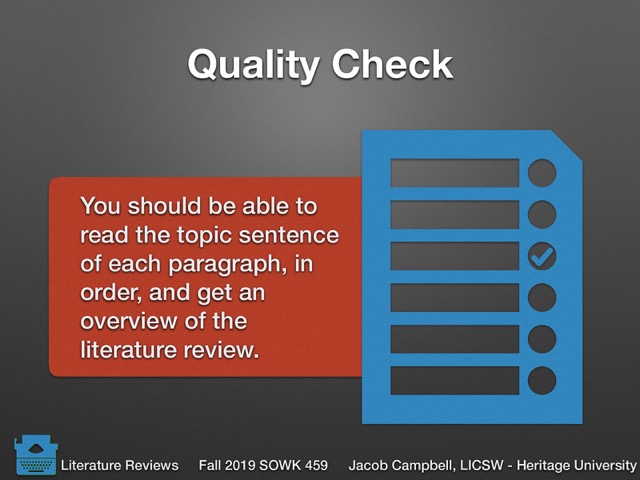 Quality Check
You should be able to
read the topic sentence
of each paragraph, in
order, and get an
overview of the
literature review.
Literature Reviews Fall 2019 SOWK 459 Jacob Campbell, LICSW - Heritage University